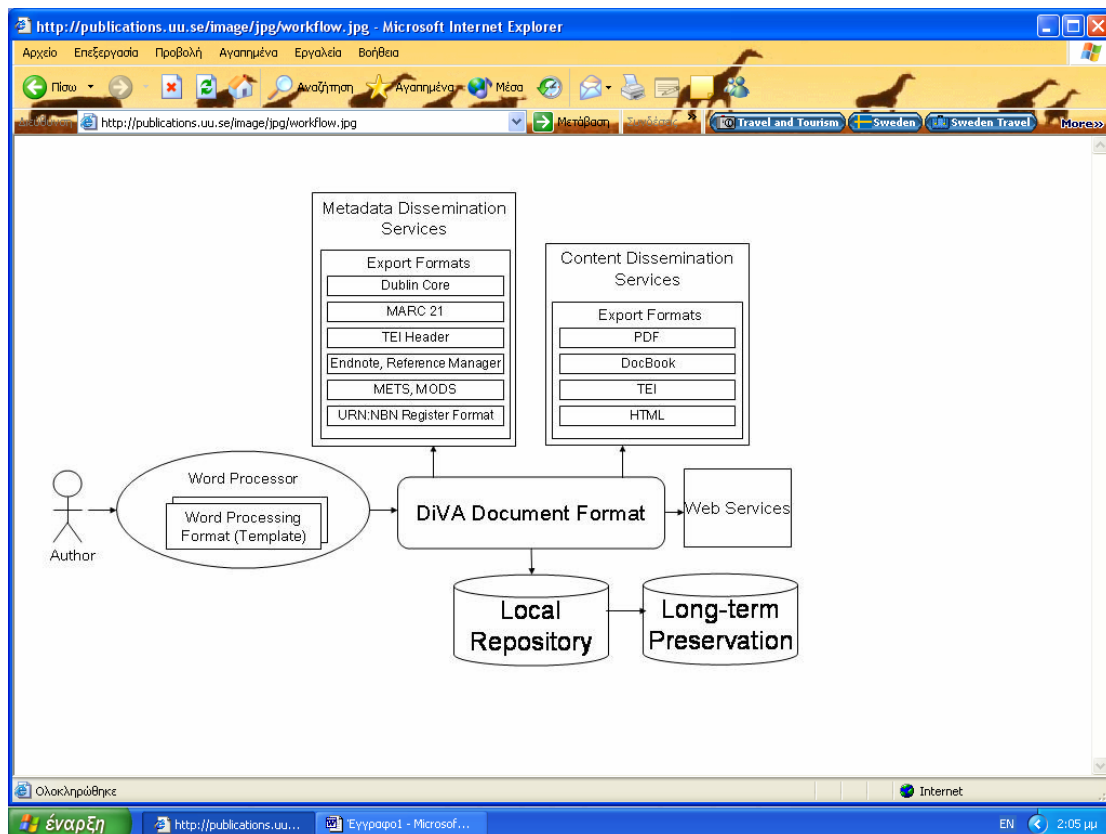 http://publications.uu.se/image/jpg/workflow.jpg - Microsoft Internet Explorer
Αρχείο Επεξεργασία Προβολή Αγαπημένα Εργαλεία Βοήθεια
Πίσω Αναζήτηση Αγαπημένα Μέσα
Διεύθυνση http://publications.uu.se/image/jpg/workflow.jpg Μετάβαση Συνδέσεις » Travel and Tourism Sweden Sweden Travel More»
Metadata Dissemination
Services
Export Formats
Dublin Core
MARC 21
TEI Header
Endnote, Reference Manager
METS, MODS
URN:NBN Register Format
Content Dissemination
Services
Export Formats
PDF
DocBook
TEI
HTML
Author
Word Processor
Word Processing
Format (Template)
DiVA Document Format
Web Services
Local
Repository
Long-term
Preservation
Ολοκληρώθηκε Internet
έναρξη http://publications.uu... Έγγραφο1 - Microsof... EN 2:05 μμ